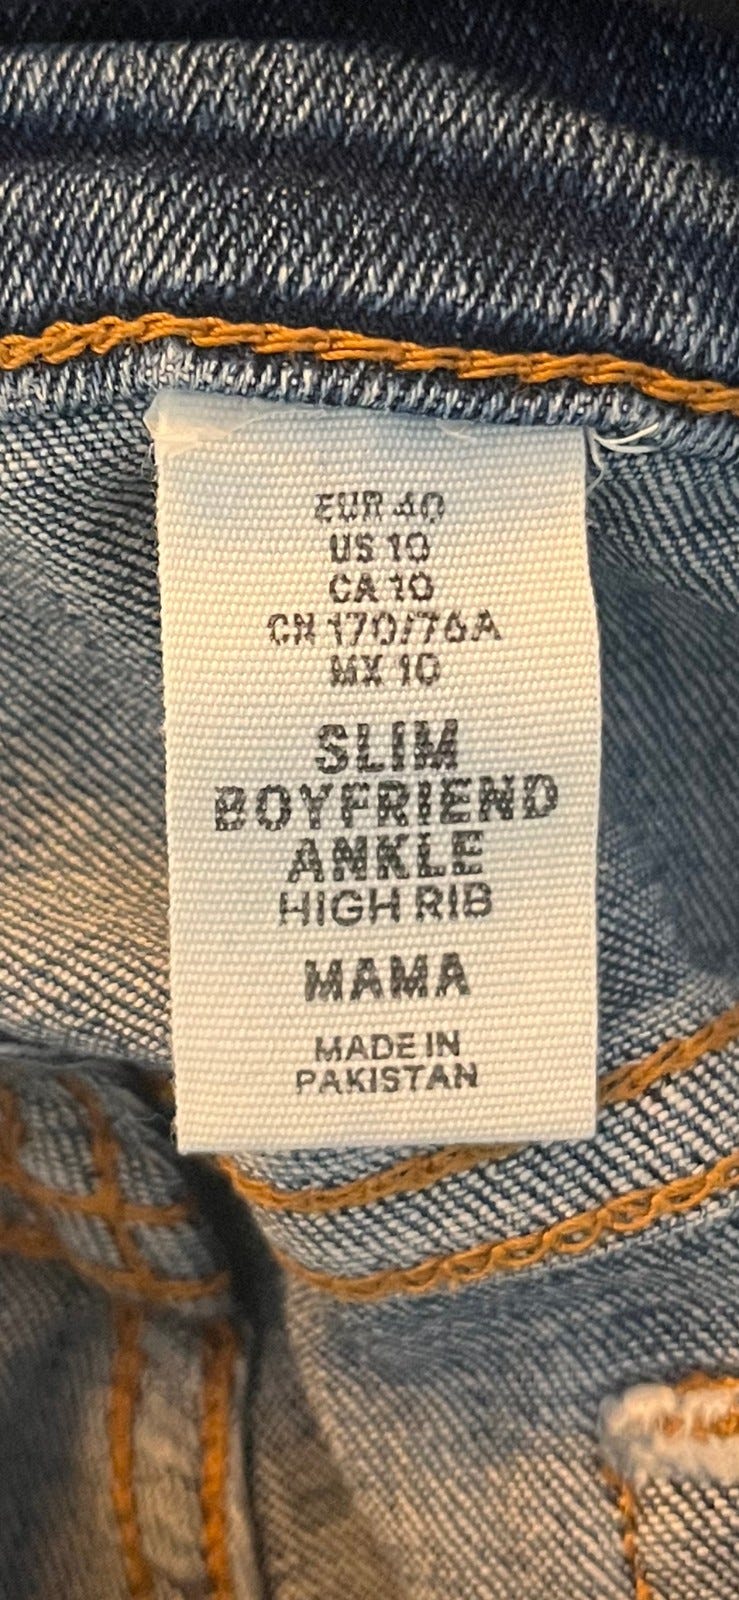 EUR 40
US 10
CA 10
CN 170/76A
MX 10
SLIM
BOYFRIEND
ANKLE
HIGH RIB
MAMA
MADE IN
PAKISTAN